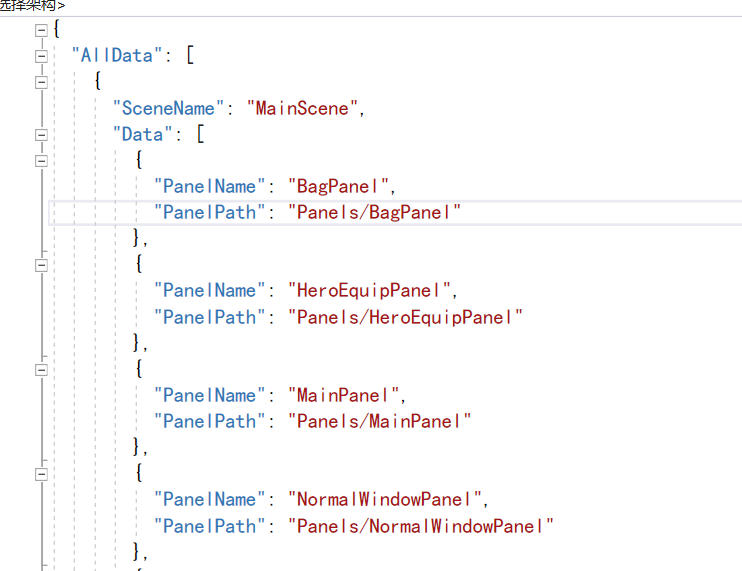 选择架构>
{
"AllData": [
{
"SceneName": "MainScene",
"Data": [
{
"PanelName": "BagPanel",
"PanelPath": "Panels/BagPanel"
},
{
"PanelName": "HeroEquipPanel",
"PanelPath": "Panels/HeroEquipPanel"
},
{
"PanelName": "MainPanel",
"PanelPath": "Panels/MainPanel"
},
{
"PanelName": "NormalWindowPanel",
"PanelPath": "Panels/NormalWindowPanel"
},